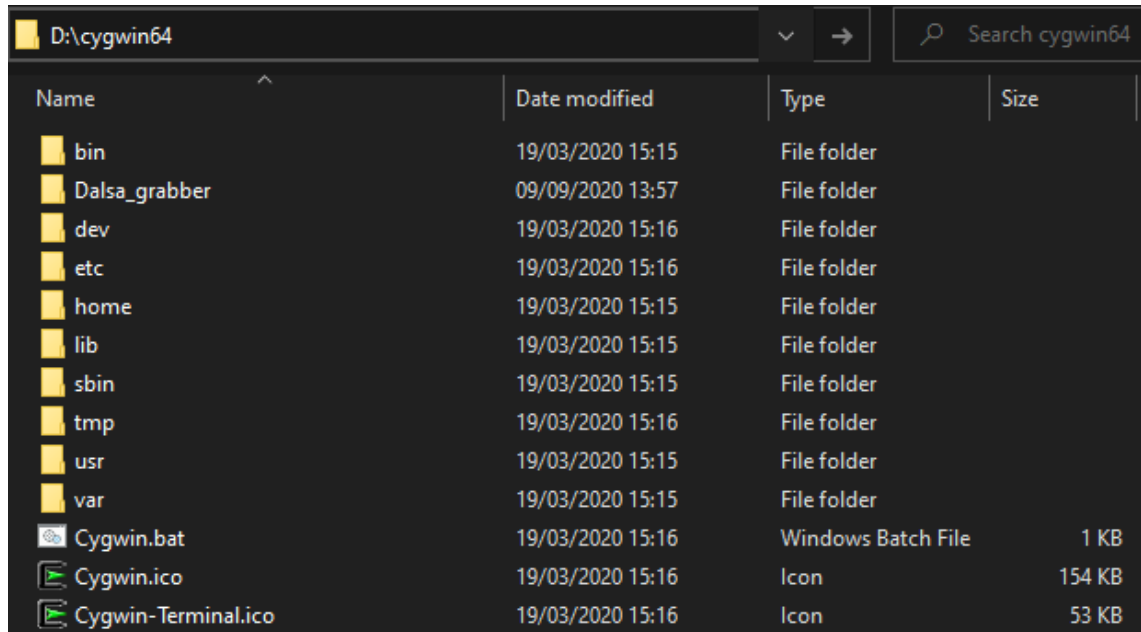 D:\cygwin64 Search cygwin64
Name Date modified Type Size
bin 19/03/2020 15:15 File folder
Dalsa_grabber 09/09/2020 13:57 File folder
dev 19/03/2020 15:16 File folder
etc 19/03/2020 15:16 File folder
home 19/03/2020 15:15 File folder
lib 19/03/2020 15:15 File folder
sbin 19/03/2020 15:15 File folder
tmp 19/03/2020 15:16 File folder
usr 19/03/2020 15:15 File folder
var 19/03/2020 15:15 File folder
Cygwin.bat 19/03/2020 15:16 Windows Batch File 1 KB
Cygwin.ico 19/03/2020 15:16 Icon 154 KB
Cygwin-Terminal.ico 19/03/2020 15:16 Icon 53 KB